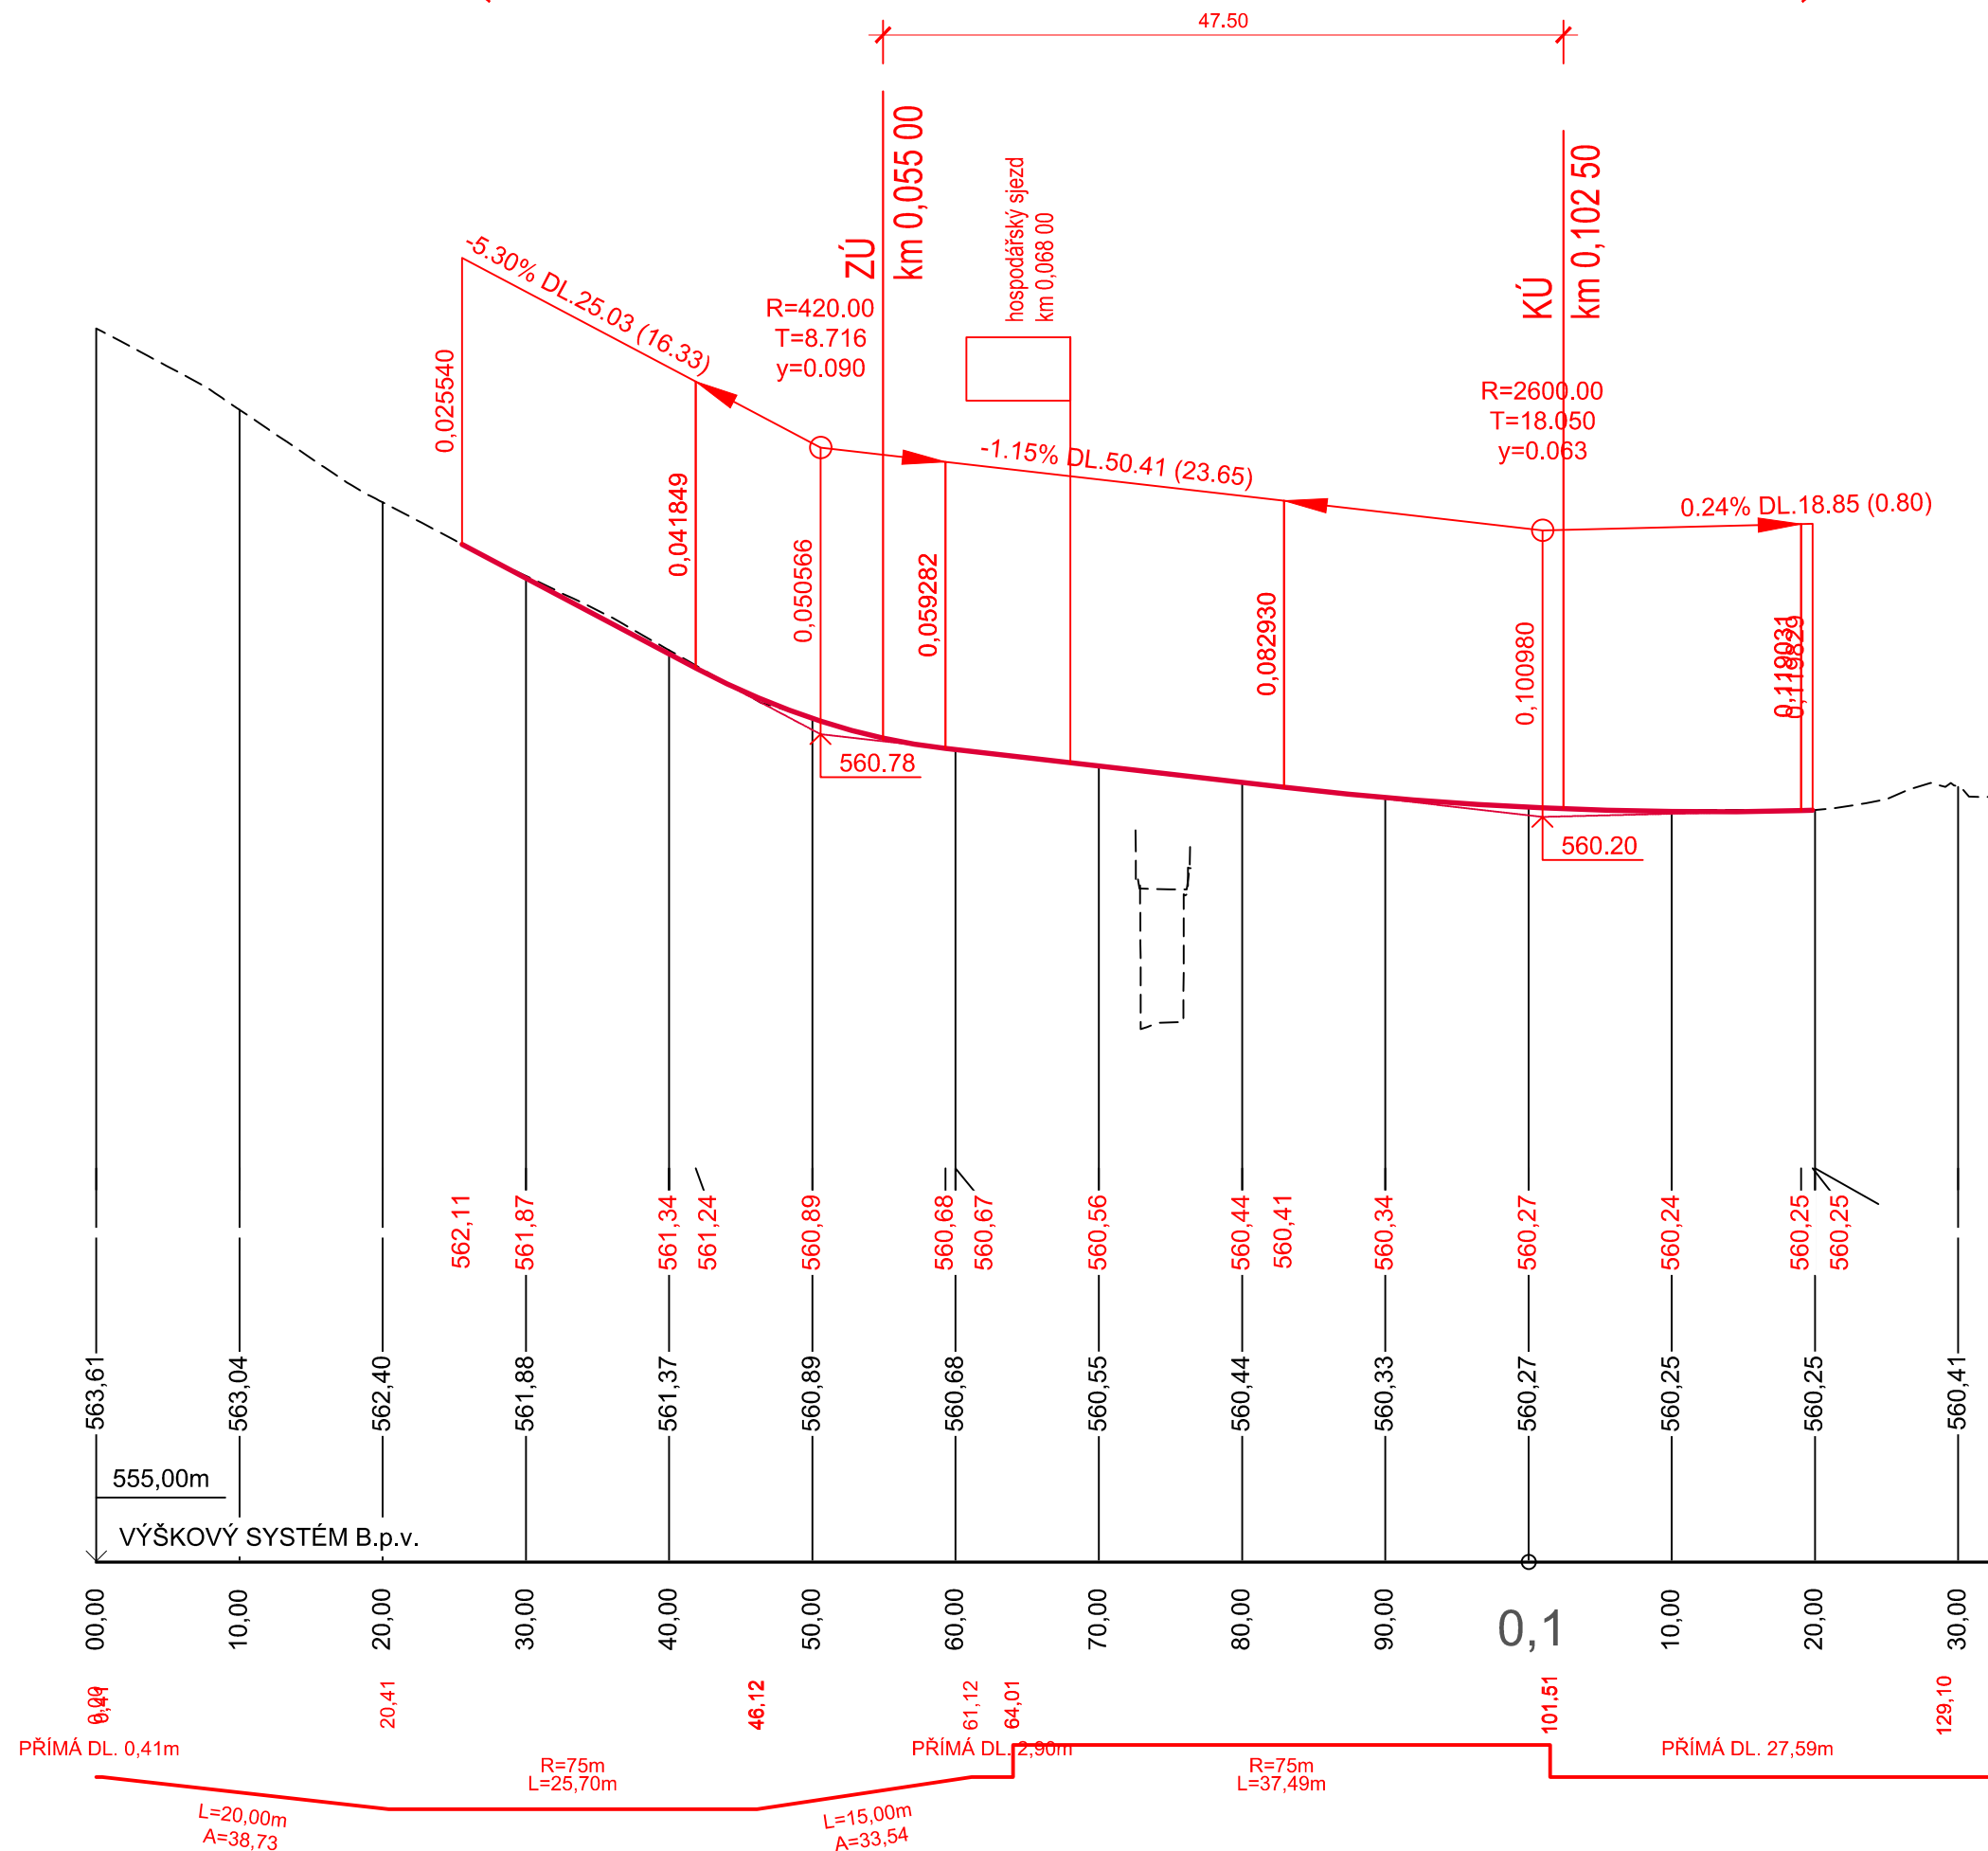 47.50
ZÚ
km 0,055 00
hospodářský sjezd
km 0,068 00
KÚ
km 0,102 50
-5.30% DL.25.03 (16.33)
R=420.00
T=8.716
y=0.090
R=2600.00
T=18.050
y=0.063
-1.15% DL.50.41 (23.65)
0.24% DL.18.85 (0.80)
0,025540
0,041849
0,050566
0,059282
0,082930
0,100980
0,119031
0,119829
560.78
560.20
562,11
561,87
561,34
561,24
560,89
560,68
560,67
560,56
560,44
560,41
560,34
560,27
560,24
560,25
560,25
563,61
563,04
562,40
561,88
561,37
560,89
560,68
560,55
560,44
560,33
560,27
560,25
560,25
560,41
555,00m
VÝŠKOVÝ SYSTÉM B.p.v.
00,00
10,00
20,00
30,00
40,00
50,00
60,00
70,00
80,00
90,00
0,1
10,00
20,00
30,00
0,00
0,41
20,41
46,12
61,12
64,01
101.51
129,10
PŘÍMÁ DL. 0,41m
R=75m
L=25,70m
PŘÍMÁ DL. 2,90m
R=75m
L=37,49m
PŘÍMÁ DL. 27,59m
L=20,00m
A=38,73
L=15,00m
A=33,54